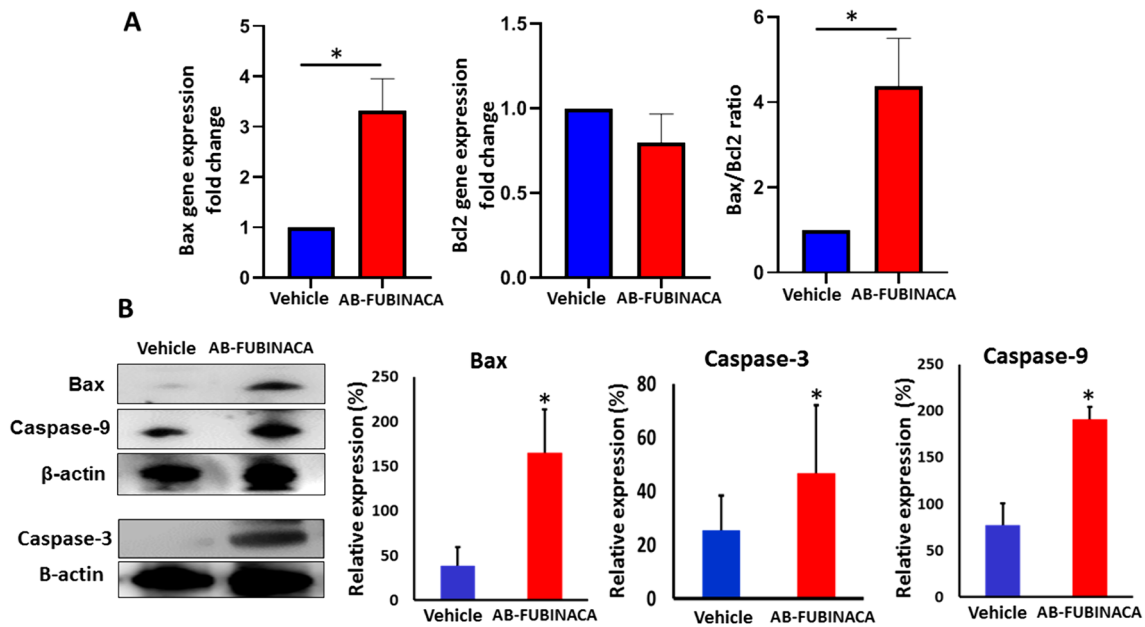 A
Bax gene expression
fold change
5
4
3
2
1
0
*
Vehicle
AB-FUBINACA
Bcl2 gene expression
fold change
1.5
1.0
0.5
0.0
Vehicle
AB-FUBINACA
Bax/Bcl2 ratio
6
4
2
0
*
Vehicle
AB-FUBINACA
B
Vehicle AB-FUBINACA
Bax
Caspase-9
β-actin
Caspase-3
B-actin
Bax
Relative expression (%)
250
200
150
100
50
0
*
Vehicle AB-FUBINACA
Caspase-3
Relative expression (%)
80
60
40
20
0
*
Vehicle AB-FUBINACA
Caspase-9
Relative expression (%)
250
200
150
100
50
0
*
Vehicle AB-FUBINACA